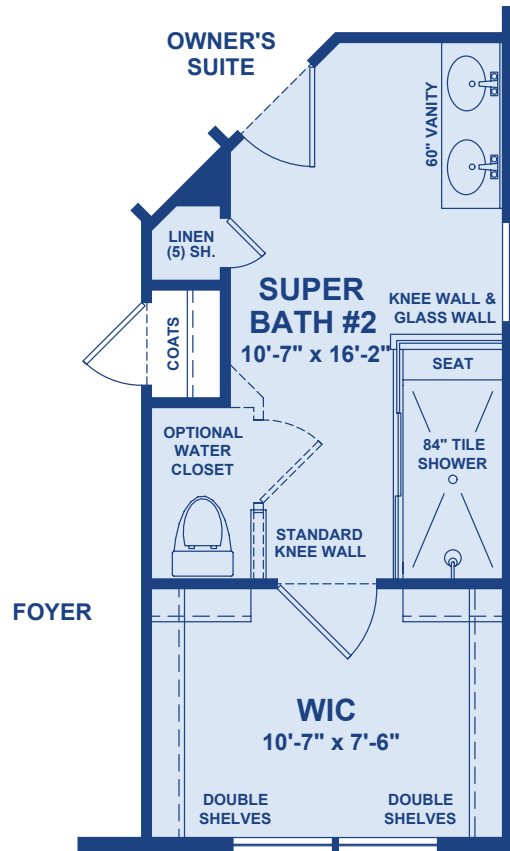 OWNER'S
SUITE
60" VANITY
LINEN
(5) SH.
SUPER
BATH #2
10'-7" x 16'-2"
KNEE WALL &
GLASS WALL
COATS
SEAT
OPTIONAL
WATER
CLOSET
84" TILE
SHOWER
STANDARD
KNEE WALL
FOYER
WIC
10'-7" x 7'-6"
DOUBLE
SHELVES
DOUBLE
SHELVES